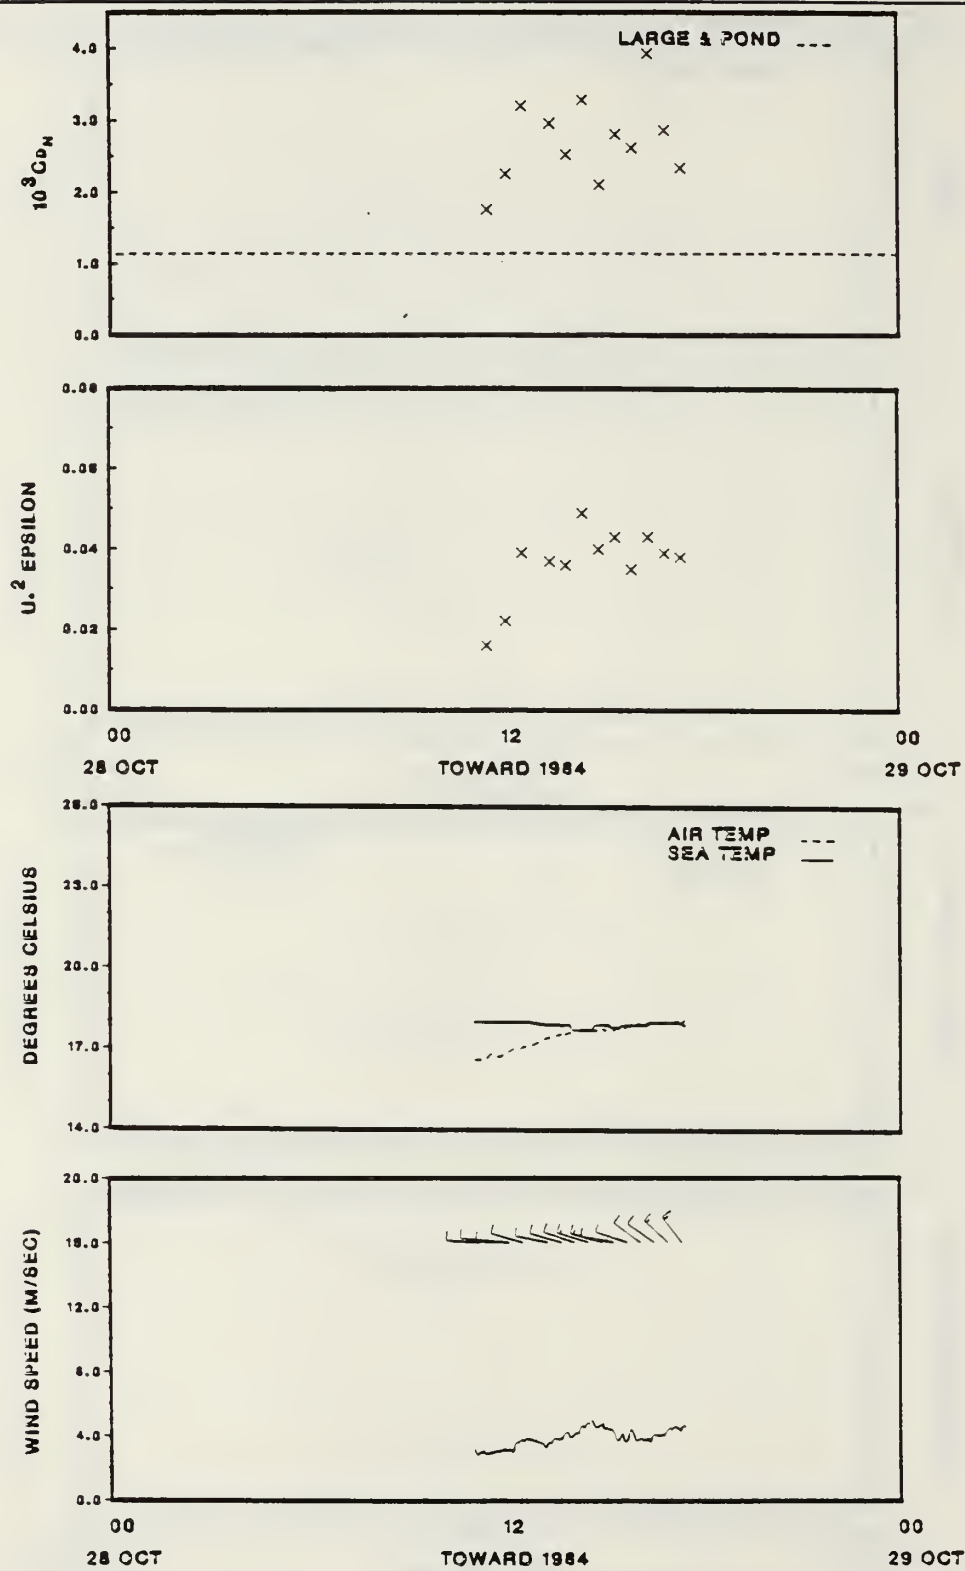 LARGE & POND ----
4.0
3.0
2.0
1.0
0.0
10³C_DN
0.08
0.06
0.04
0.02
0.00
U.² EPSILON
00 12 00
28 OCT TOWARD 1984 29 OCT
26.0
23.0
20.0
17.0
14.0
DEGREES CELSIUS
AIR TEMP ----
SEA TEMP
20.0
16.0
12.0
8.0
4.0
0.0
WIND SPEED (M/SEC)
00 12 00
28 OCT TOWARD 1984 29 OCT